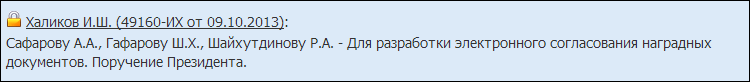 Халиков И.Ш. (49160-ИХ от 09.10.2013):
Сафарову А.А., Гафарову Ш.Х., Шайхутдинову Р.А. - Для разработки электронного согласования наградных
документов. Поручение Президента.